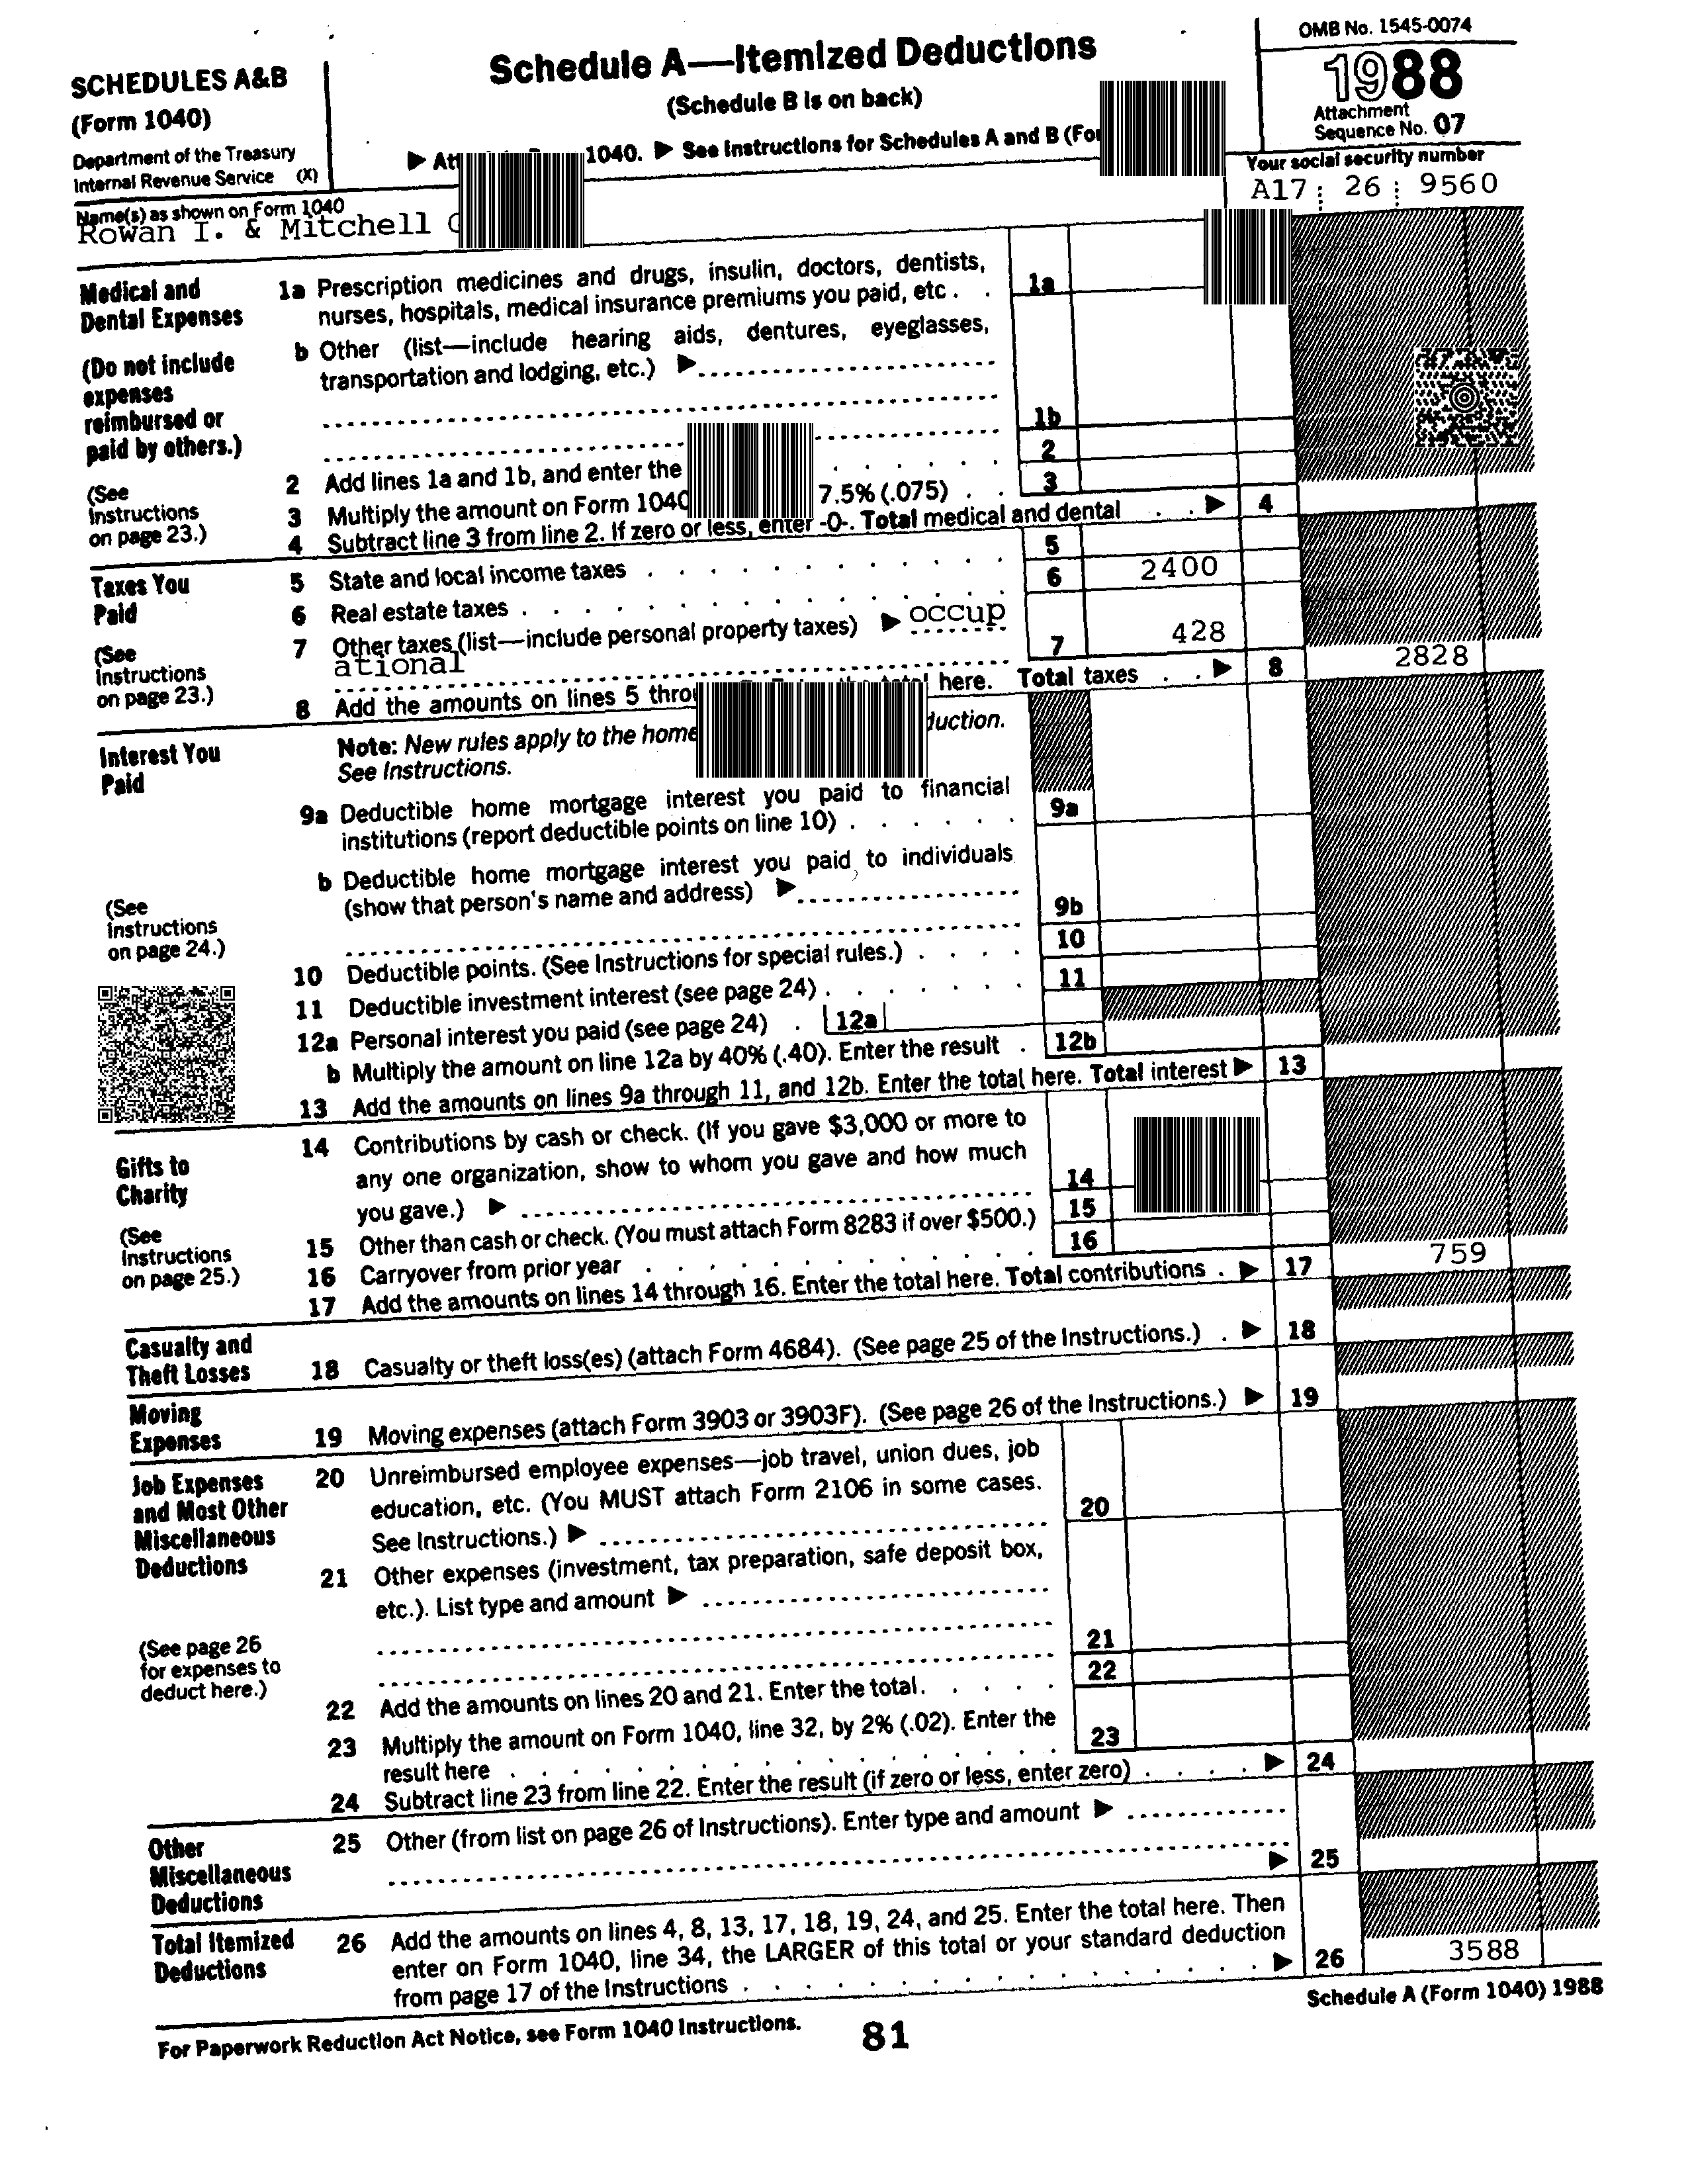 SCHEDULES A&B
(Form 1040)
Department of the Treasury
Internal Revenue Service (X)
Schedule A—Itemized Deductions
(Schedule B is on back)
1040. ▶ See Instructions for Schedules A and B
OMB No. 1545-0074
1988
Attachment
Sequence No. 07
Name(s) as shown on Form 1040
Rowan I. & Mitchell
Your social security number
A17 26 9560
Medical and
Dental Expenses
(Do not include
expenses
reimbursed or
paid by others.)
(See
Instructions
on page 23.)
1a Prescription medicines and drugs, insulin, doctors, dentists,
nurses, hospitals, medical insurance premiums you paid, etc . . 1a
b Other (list—include hearing aids, dentures, eyeglasses,
transportation and lodging, etc.) ▶
1b
2 Add lines 1a and 1b, and enter the 2
3 Multiply the amount on Form 1040 7.5% (.075) . . 3
4 Subtract line 3 from line 2. If zero or less, enter -0-. Total medical and dental . . ▶ 4
Taxes You
Paid
(See
Instructions
on page 23.)
5 State and local income taxes 5
6 Real estate taxes 6 2400
7 Other taxes (list—include personal property taxes) ▶ occup
ational 7 428
8 Add the amounts on lines 5 here. Total taxes . . ▶ 8 2828
Interest You
Paid
(See
Instructions
on page 24.)
Note: New rules apply to the home
See Instructions.
9a Deductible home mortgage interest you paid to financial
institutions (report deductible points on line 10) 9a
b Deductible home mortgage interest you paid to individuals
(show that person's name and address) ▶
9b
10 Deductible points. (See Instructions for special rules.) 10
11 Deductible investment interest (see page 24) 11
12a Personal interest you paid (see page 24) . 12a
b Multiply the amount on line 12a by 40% (.40). Enter the result . 12b
13 Add the amounts on lines 9a through 11, and 12b. Enter the total here. Total interest ▶ 13
Gifts to
Charity
(See
Instructions
on page 25.)
14 Contributions by cash or check. (If you gave $3,000 or more to
any one organization, show to whom you gave and how much
you gave.) ▶ 14
15 Other than cash or check. (You must attach Form 8283 if over $500.) 15
16 Carryover from prior year 16
17 Add the amounts on lines 14 through 16. Enter the total here. Total contributions . ▶ 17 759
Casualty and
Theft Losses
18 Casualty or theft loss(es) (attach Form 4684). (See page 25 of the Instructions.) . ▶ 18
Moving
Expenses
19 Moving expenses (attach Form 3903 or 3903F). (See page 26 of the Instructions.) ▶ 19
Job Expenses
and Most Other
Miscellaneous
Deductions
(See page 26
for expenses to
deduct here.)
20 Unreimbursed employee expenses—job travel, union dues, job
education, etc. (You MUST attach Form 2106 in some cases.
See Instructions.) ▶ 20
21 Other expenses (investment, tax preparation, safe deposit box,
etc.). List type and amount ▶
21
22 Add the amounts on lines 20 and 21. Enter the total. 22
23 Multiply the amount on Form 1040, line 32, by 2% (.02). Enter the
result here 23
24 Subtract line 23 from line 22. Enter the result (if zero or less, enter zero) . . . . ▶ 24
Other
Miscellaneous
Deductions
25 Other (from list on page 26 of Instructions). Enter type and amount ▶
▶ 25
Total Itemized
Deductions
26 Add the amounts on lines 4, 8, 13, 17, 18, 19, 24, and 25. Enter the total here. Then
enter on Form 1040, line 34, the LARGER of this total or your standard deduction
from page 17 of the Instructions ▶ 26 3588
For Paperwork Reduction Act Notice, see Form 1040 Instructions.
81
Schedule A (Form 1040) 1988